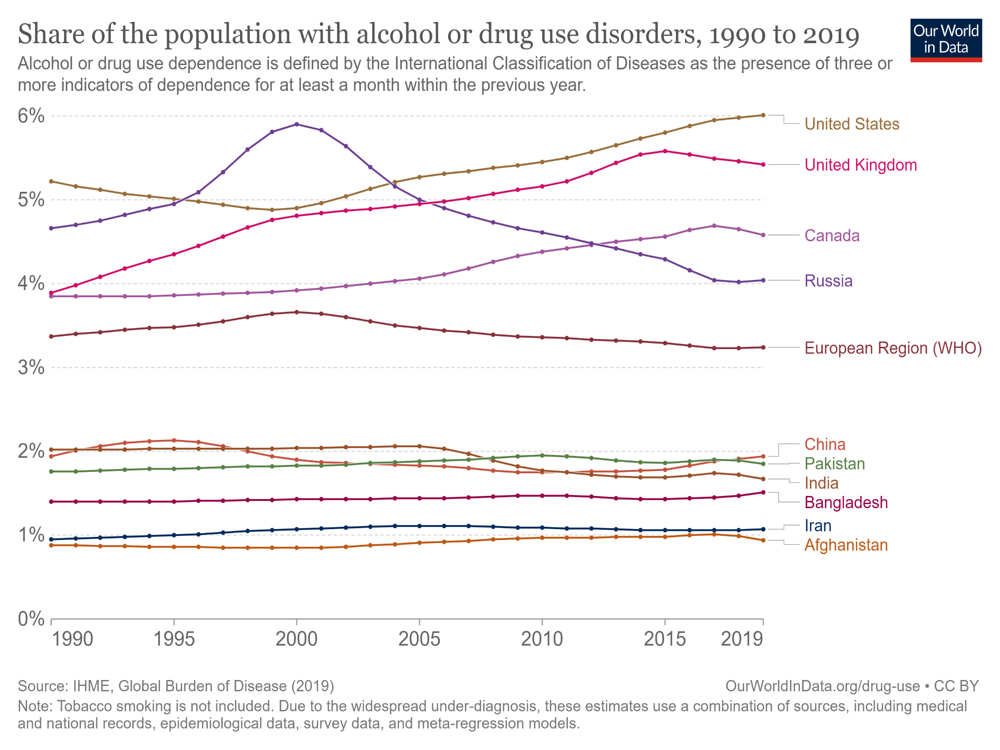 Share of the population with alcohol or drug use disorders, 1990 to 2019
Our World
in Data
Alcohol or drug use dependence is defined by the International Classification of Diseases as the presence of three or
more indicators of dependence for at least a month within the previous year.
6%
5%
4%
3%
2%
1%
0%
United States
United Kingdom
Canada
Russia
European Region (WHO)
China
Pakistan
India
Bangladesh
Iran
Afghanistan
1990 1995 2000 2005 2010 2015 2019
Source: IHME, Global Burden of Disease (2019)
OurWorldInData.org/drug-use • CC BY
Note: Tobacco smoking is not included. Due to the widespread under-diagnosis, these estimates use a combination of sources, including medical
and national records, epidemiological data, survey data, and meta-regression models.